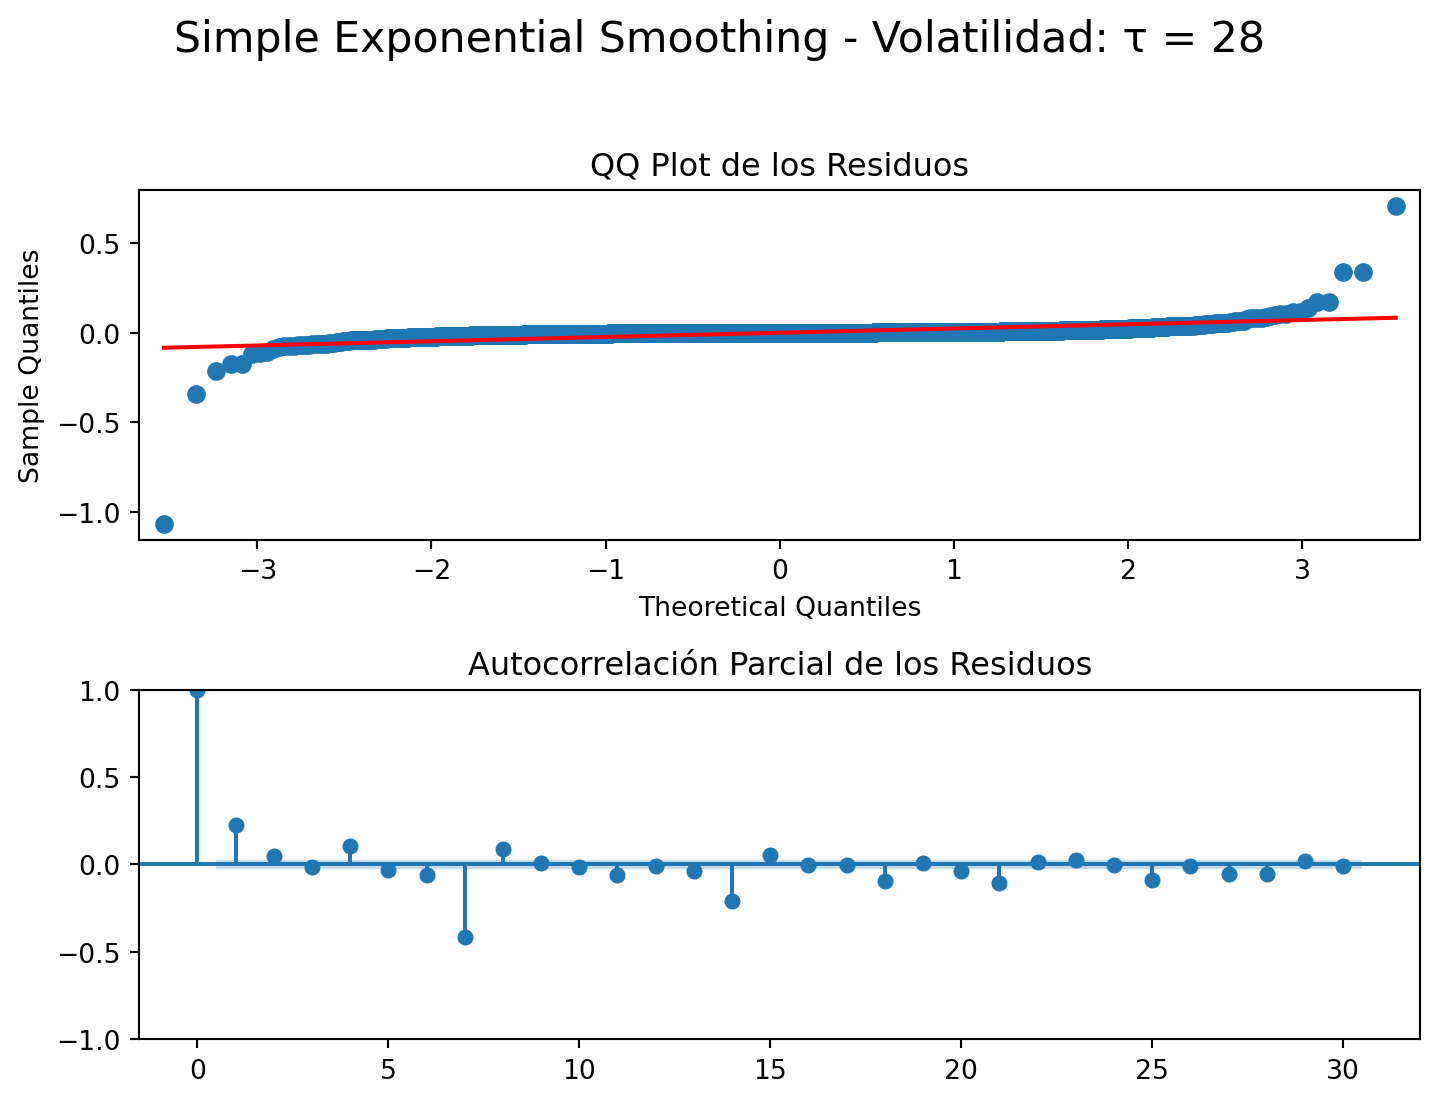 Simple Exponential Smoothing - Volatilidad: τ = 28
QQ Plot de los Residuos
Sample Quantiles
0.5
0.0
−0.5
−1.0
−3 −2 −1 0 1 2 3
Theoretical Quantiles
Autocorrelación Parcial de los Residuos
1.0
0.5
0.0
−0.5
−1.0
0 5 10 15 20 25 30